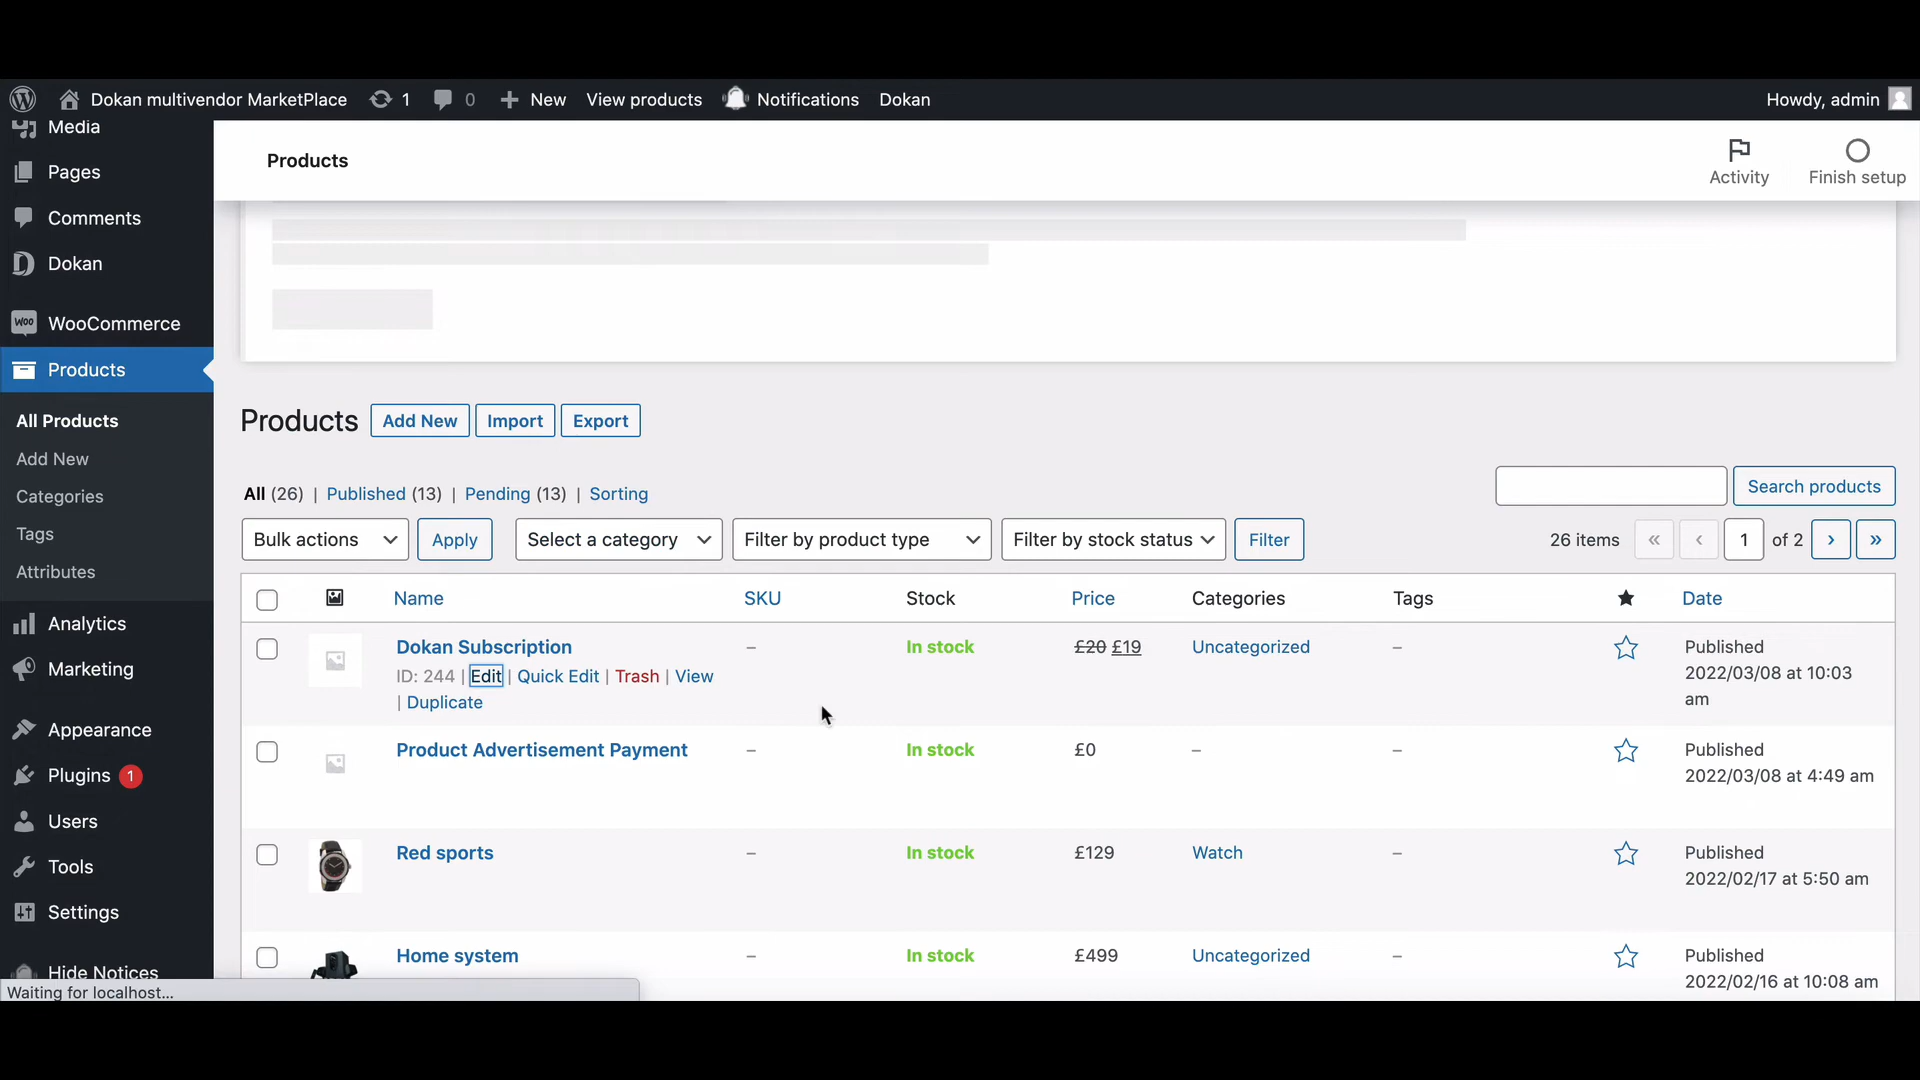 Dokan multivendor MarketPlace 1 0 New View products Notifications Dokan Howdy, admin
Media
Pages
Comments
Dokan
WooCommerce
Products
All Products
Add New
Categories
Tags
Attributes
Analytics
Marketing
Appearance
Plugins 1
Users
Tools
Settings
Hide Notices
Waiting for localhost...
Products
Activity
Finish setup
Products Add New Import Export
All (26) | Published (13) | Pending (13) | Sorting
Search products
Bulk actions Apply Select a category Filter by product type Filter by stock status Filter 26 items « ‹ 1 of 2 › »
Name SKU Stock Price Categories Tags ★ Date
Dokan Subscription – In stock £20 £19 Uncategorized – Published
ID: 244 | Edit | Quick Edit | Trash | View 2022/03/08 at 10:03
| Duplicate am
Product Advertisement Payment – In stock £0 – – Published
2022/03/08 at 4:49 am
Red sports – In stock £129 Watch – Published
2022/02/17 at 5:50 am
Home system – In stock £499 Uncategorized – Published
2022/02/16 at 10:08 am